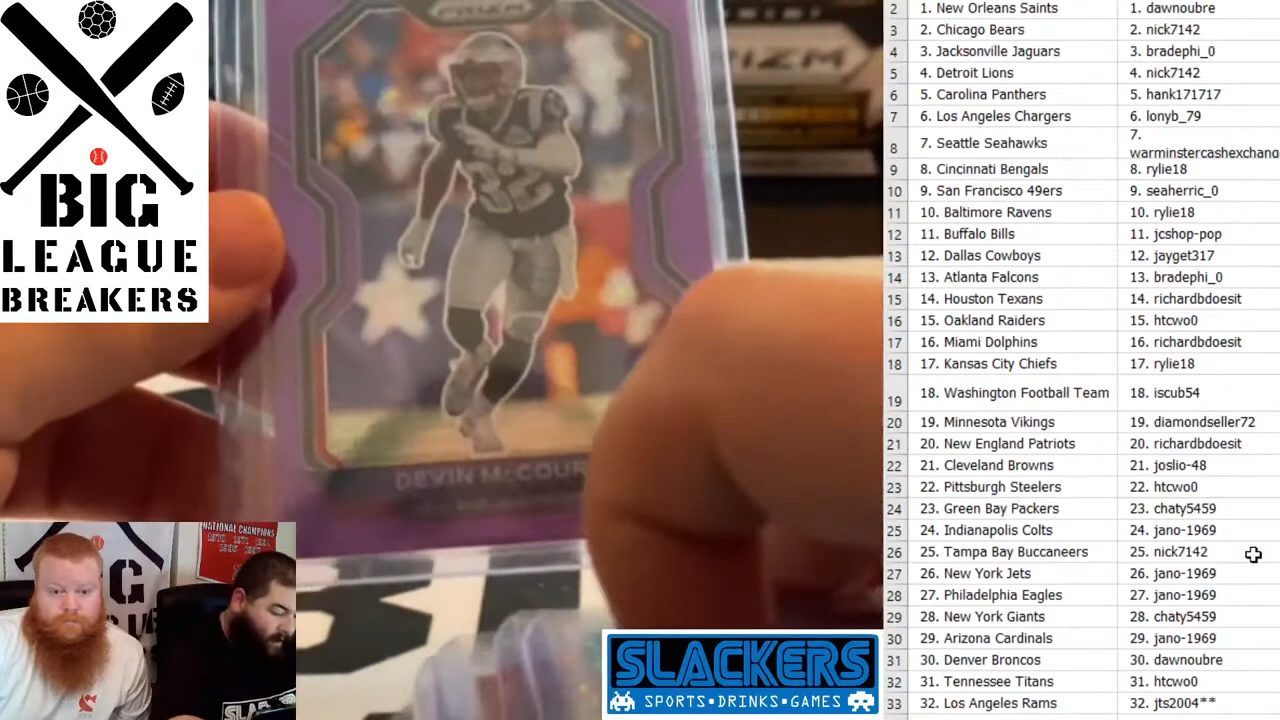 BIG
LEAGUE
BREAKERS
PRIZM
32
DEVIN McCOUR
NATIONAL CHAMPIONS
SLACKERS
SPORTS•DRINKS•GAMES
2 1. New Orleans Saints 1. dawnoubre
3 2. Chicago Bears 2. nick7142
4 3. Jacksonville Jaguars 3. bradephi_0
5 4. Detroit Lions 4. nick7142
6 5. Carolina Panthers 5. hank171717
7 6. Los Angeles Chargers 6. lonyb_79
8 7. Seattle Seahawks 7.
warminstercashexchang
9 8. Cincinnati Bengals 8. rylie18
10 9. San Francisco 49ers 9. seaherric_0
11 10. Baltimore Ravens 10. rylie18
12 11. Buffalo Bills 11. jcshop-pop
13 12. Dallas Cowboys 12. jayget317
14 13. Atlanta Falcons 13. bradephi_0
15 14. Houston Texans 14. richardbdoesit
16 15. Oakland Raiders 15. htcwo0
17 16. Miami Dolphins 16. richardbdoesit
18 17. Kansas City Chiefs 17. rylie18
19 18. Washington Football Team 18. iscub54
20 19. Minnesota Vikings 19. diamondseller72
21 20. New England Patriots 20. richardbdoesit
22 21. Cleveland Browns 21. joslio-48
23 22. Pittsburgh Steelers 22. htcwo0
24 23. Green Bay Packers 23. chaty5459
25 24. Indianapolis Colts 24. jano-1969
26 25. Tampa Bay Buccaneers 25. nick7142
27 26. New York Jets 26. jano-1969
28 27. Philadelphia Eagles 27. jano-1969
29 28. New York Giants 28. chaty5459
30 29. Arizona Cardinals 29. jano-1969
31 30. Denver Broncos 30. dawnoubre
32 31. Tennessee Titans 31. htcwo0
33 32. Los Angeles Rams 32. jts2004**